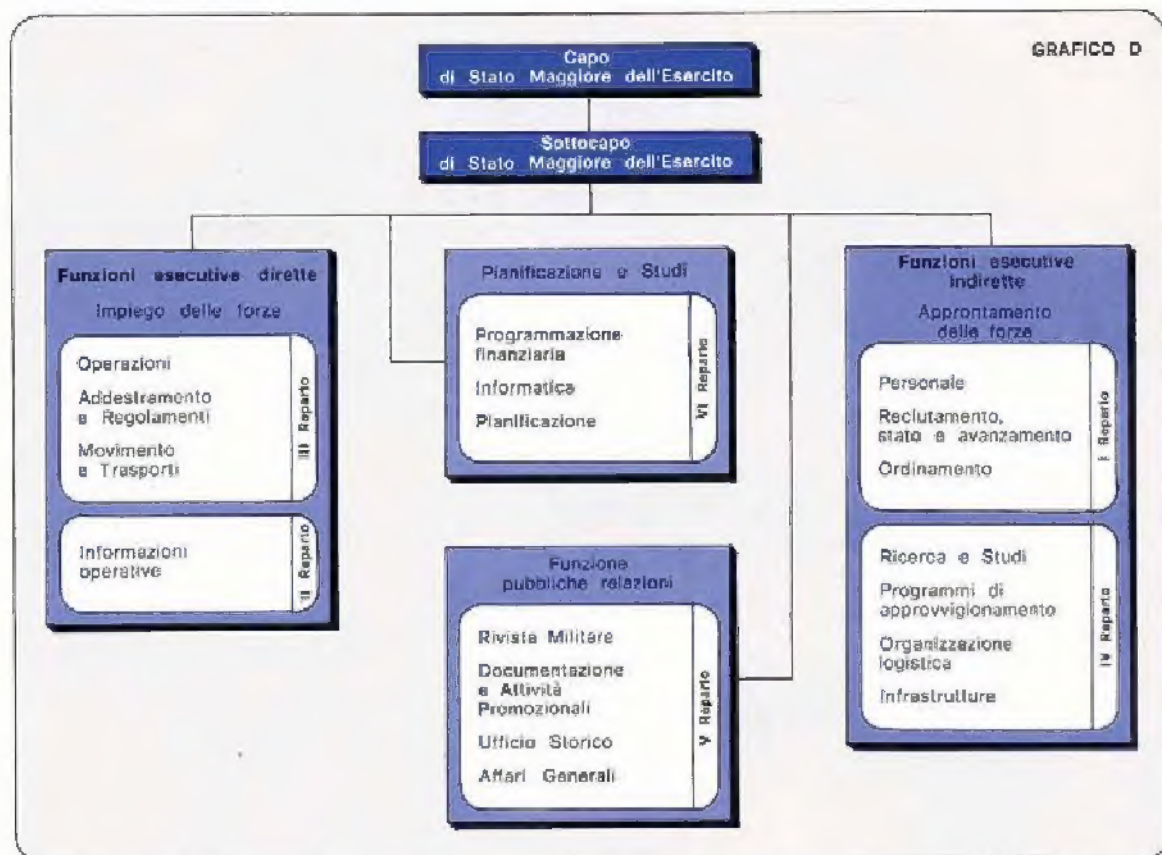 GRAFICO D
Capo
di Stato Maggiore dell'Esercito
Sottocapo
di Stato Maggiore dell'Esercito
Funzioni esecutive dirette
Impiego delle forze
Operazioni
Addestramento
e Regolamenti
Movimento
e Trasporti
III Reparto
Informazioni
operative
II Reparto
Pianificazione e Studi
Programmazione
finanziaria
Informatica
Pianificazione
VI Reparto
Funzione
pubbliche relazioni
Rivista Militare
Documentazione
e Attività
Promozionali
Ufficio Storico
Affari Generali
V Reparto
Funzioni esecutive
indirette
Approntamento
delle forze
Personale
Reclutamento,
stato e avanzamento
Ordinamento
I Reparto
Ricerca e Studi
Programmi di
approvvigionamento
Organizzazione
logistica
Infrastrutture
IV Reparto